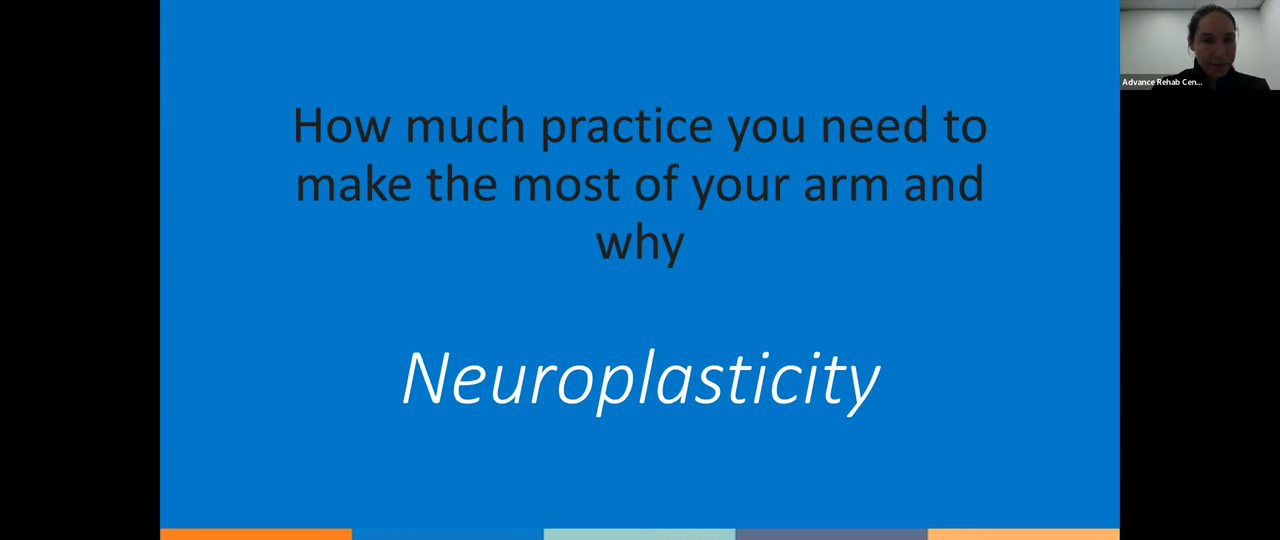 How much practice you need to
make the most of your arm and
why
Neuroplasticity
Advance Rehab Cen...